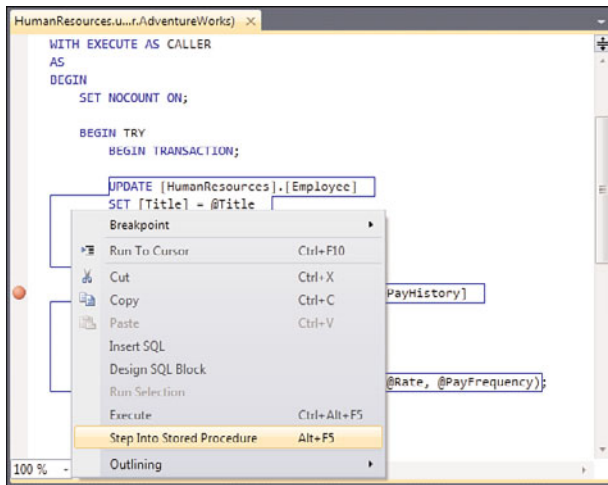 HumanResources.u...r.AdventureWorks)
WITH EXECUTE AS CALLER
AS
BEGIN
SET NOCOUNT ON;
BEGIN TRY
BEGIN TRANSACTION;
UPDATE [HumanResources].[Employee]
SET [Title] = @Title
Breakpoint
Run To Cursor Ctrl+F10
Cut Ctrl+X
Copy Ctrl+C
PayHistory]
Paste Ctrl+V
Insert SQL
Design SQL Block
@Rate, @PayFrequency);
Run Selection
Execute Ctrl+Alt+F5
Step Into Stored Procedure Alt+F5
Outlining
100 %